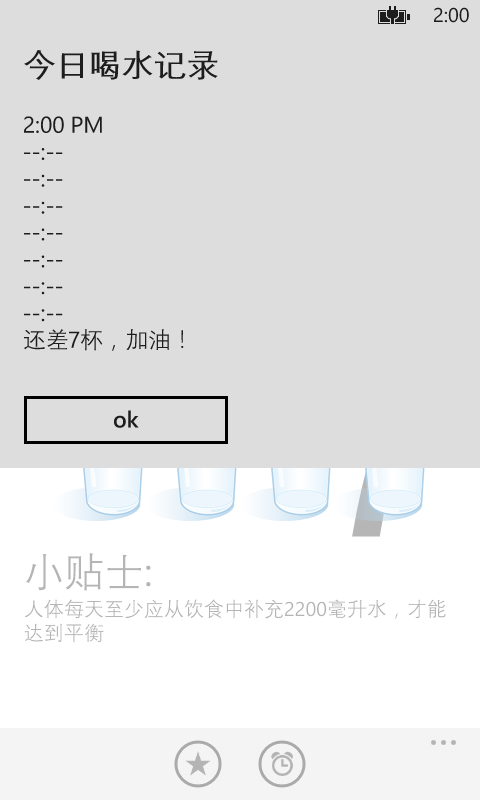 2:00
今日喝水记录
2:00 PM
--:--
--:--
--:--
--:--
--:--
--:--
--:--
还差7杯，加油！
ok
小贴士:
人体每天至少应从饮食中补充2200毫升水，才能
达到平衡